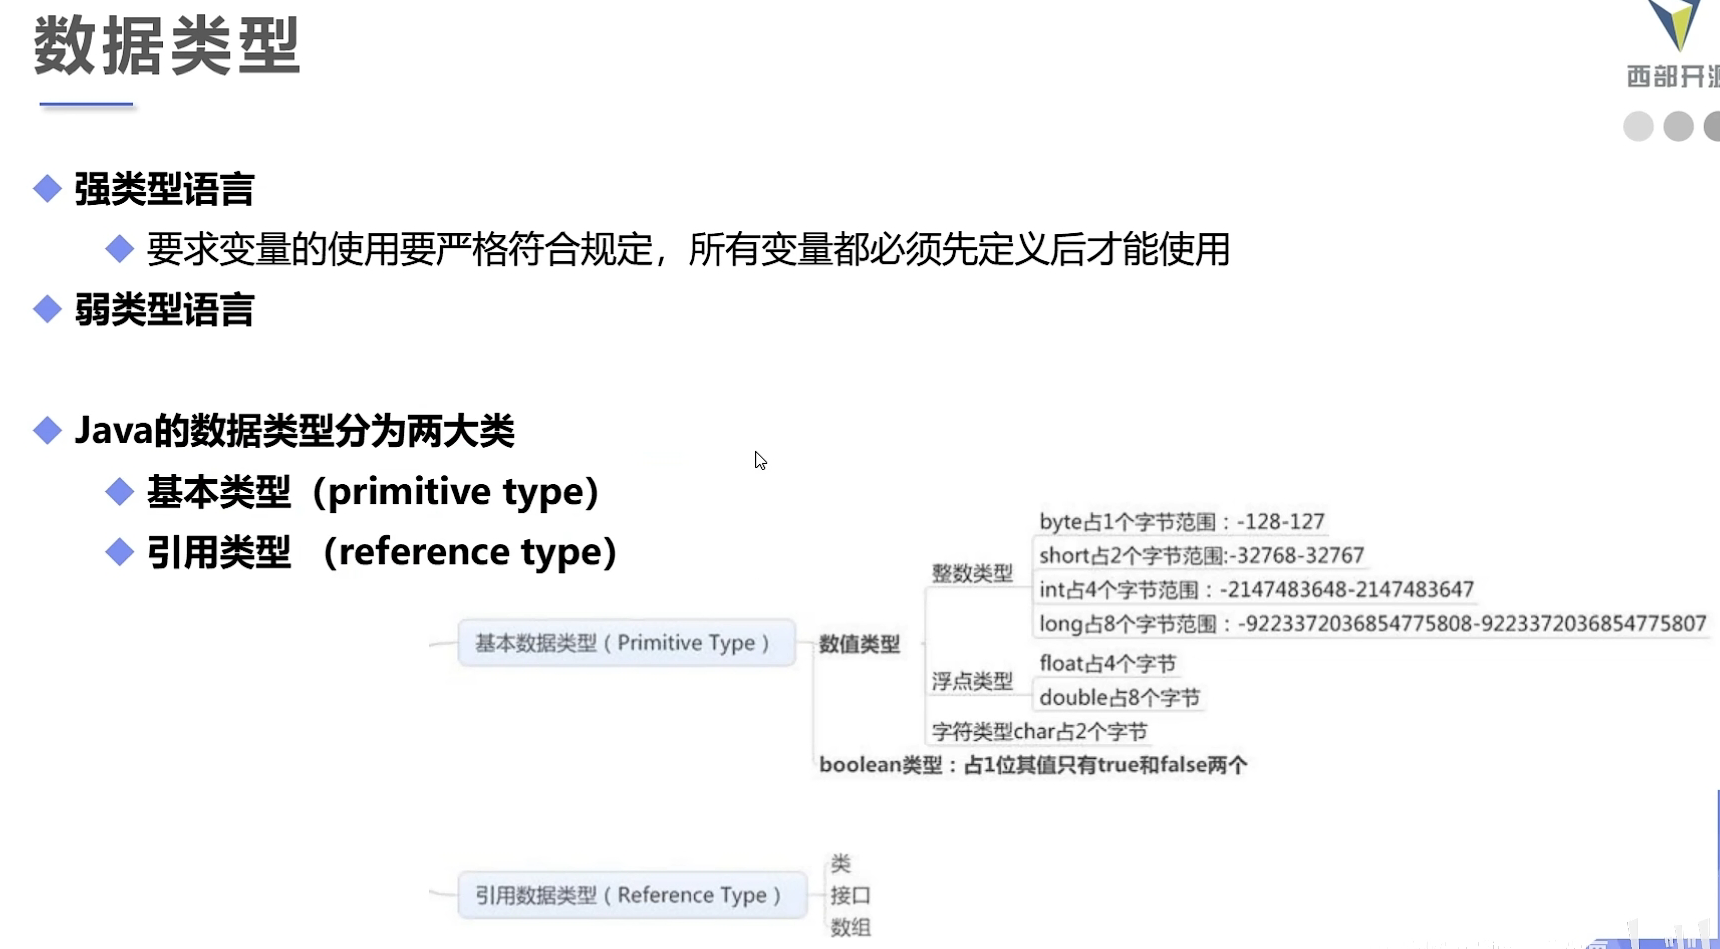 数据类型
西部开
强类型语言
要求变量的使用要严格符合规定，所有变量都必须先定义后才能使用
弱类型语言
Java的数据类型分为两大类
基本类型（primitive type）
引用类型 （reference type）
byte占1个字节范围：-128-127
short占2个字节范围:-32768-32767
整数类型
int占4个字节范围：-2147483648-2147483647
long占8个字节范围：-9223372036854775808-9223372036854775807
基本数据类型（Primitive Type）
数值类型
float占4个字节
浮点类型
double占8个字节
字符类型char占2个字节
boolean类型：占1位其值只有true和false两个
类
引用数据类型（Reference Type）
接口
数组